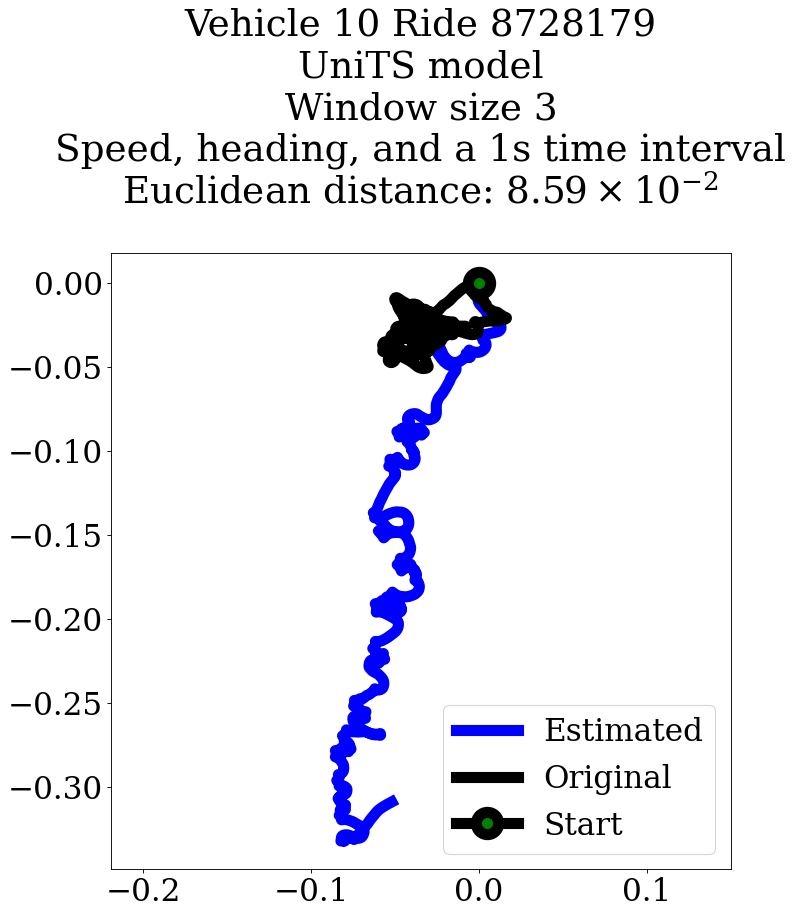 Vehicle 10 Ride 8728179
UniTS model
Window size 3
Speed, heading, and a 1s time interval
Euclidean distance: 8.59 × 10⁻²
0.00
−0.05
−0.10
−0.15
−0.20
−0.25
−0.30
Estimated
Original
Start
−0.2 −0.1 0.0 0.1